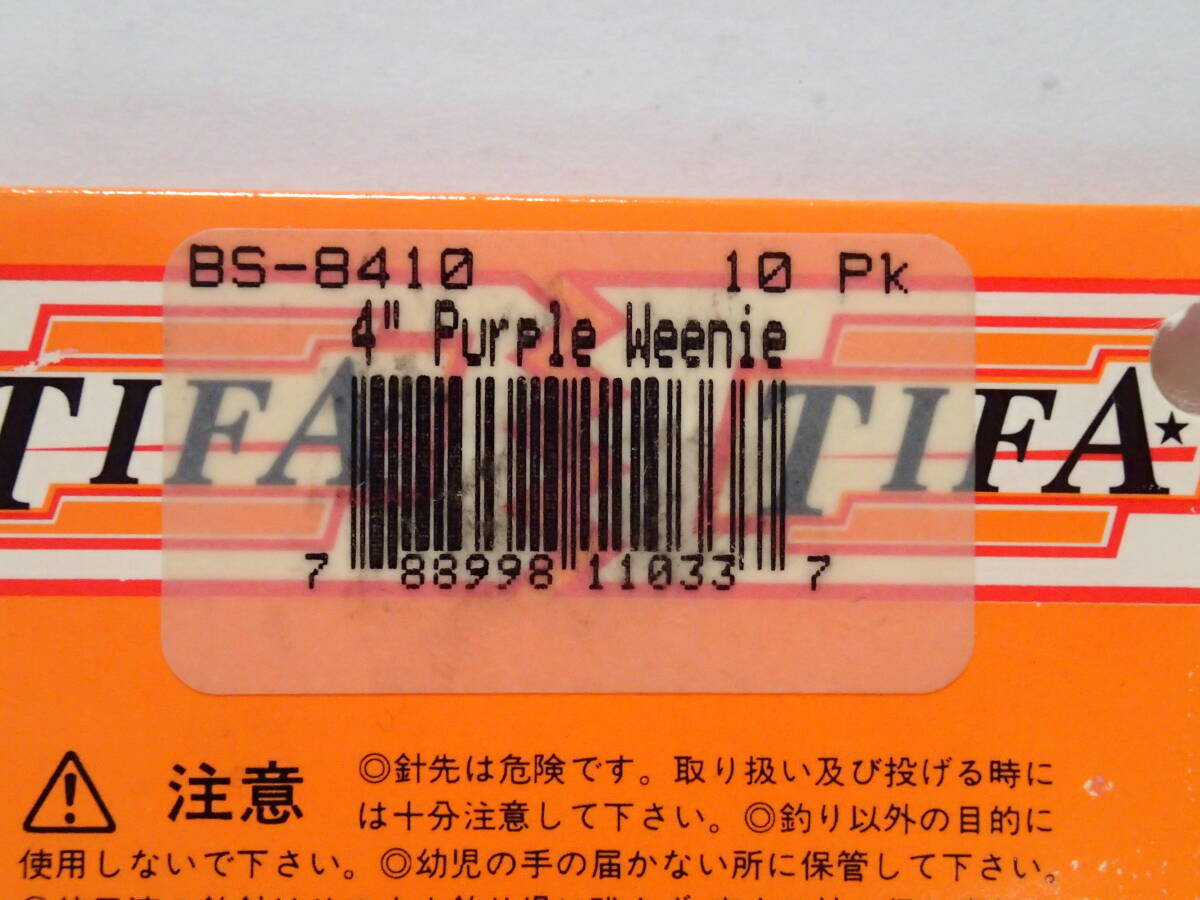 BS-8410 10 Pk
4" Purple Weenie
TIFA TIFA★
7 88998 11033 7
⚠ 注意 ◎針先は危険です。取り扱い及び投げる時に
は十分注意して下さい。◎釣り以外の目的に
使用しないで下さい。◎幼児の手の届かない所に保管して下さい。